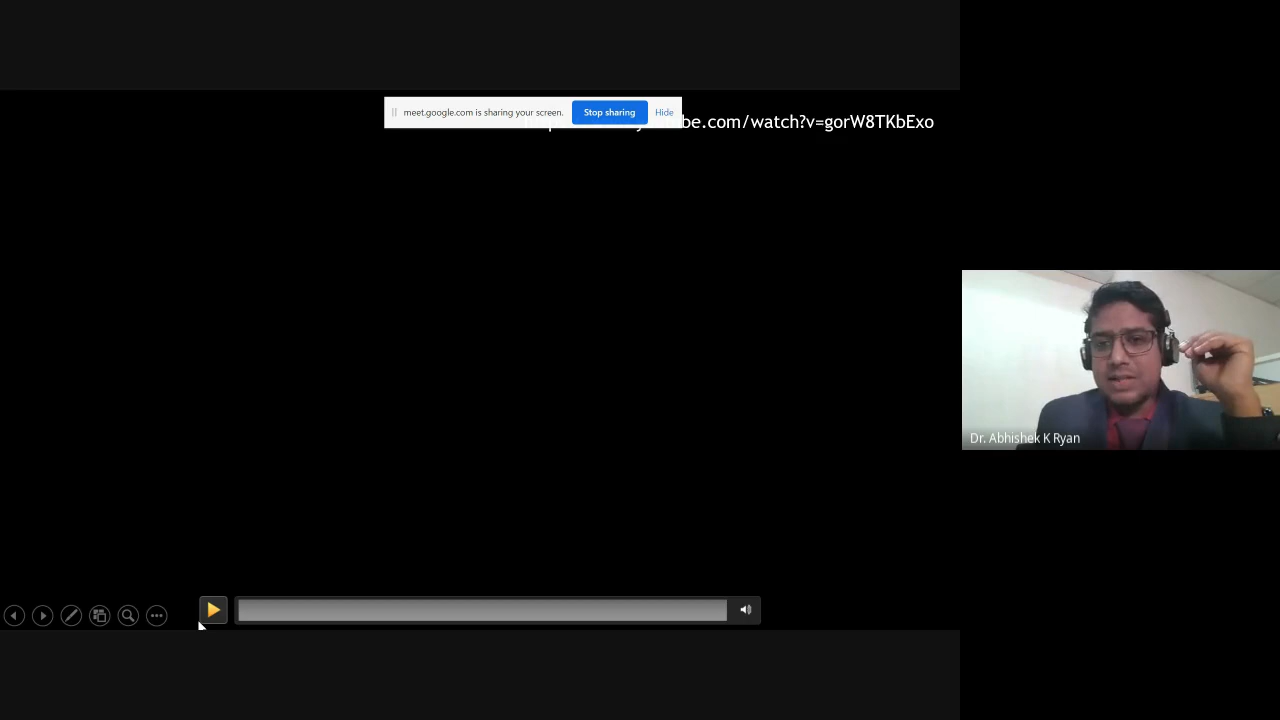 meet.google.com is sharing your screen. Stop sharing Hide
be.com/watch?v=gorW8TKbExo
Dr. Abhishek K Ryan